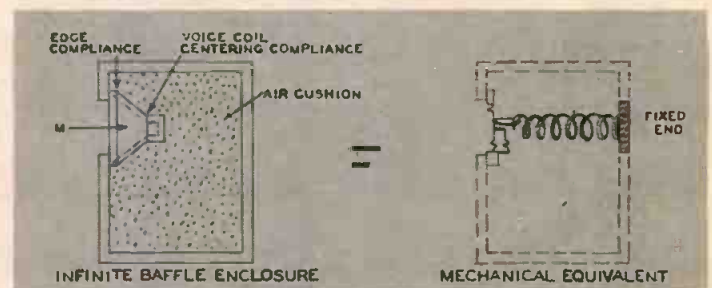 EDGE
COMPLIANCE
VOICE COIL
CENTERING COMPLIANCE
AIR CUSHION
M
=
FIXED
END
INFINITE BAFFLE ENCLOSURE
MECHANICAL EQUIVALENT